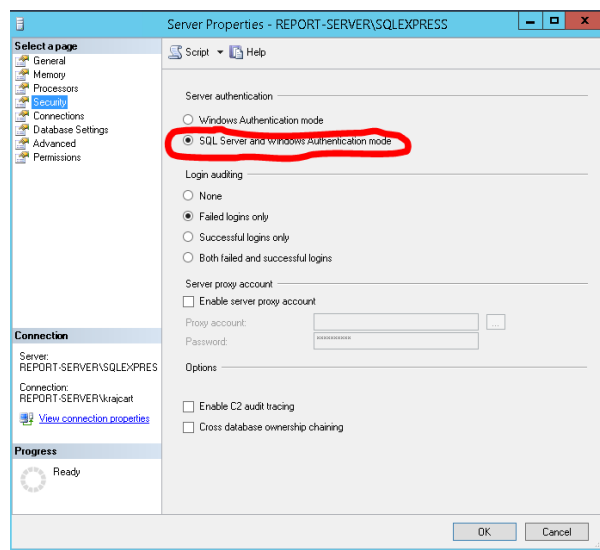 Server Properties - REPORT-SERVER\SQLEXPRESS
Select a page
General
Memory
Processors
Security
Connections
Database Settings
Advanced
Permissions
Script
Help
Server authentication
Windows Authentication mode
SQL Server and Windows Authentication mode
Login auditing
None
Failed logins only
Successful logins only
Both failed and successful logins
Server proxy account
Enable server proxy account
Proxy account:
...
Password:
**********
Options
Enable C2 audit tracing
Cross database ownership chaining
Connection
Server:
REPORT-SERVER\SQLEXPRES
Connection:
REPORT-SERVER\krajcart
View connection properties
Progress
Ready
OK
Cancel